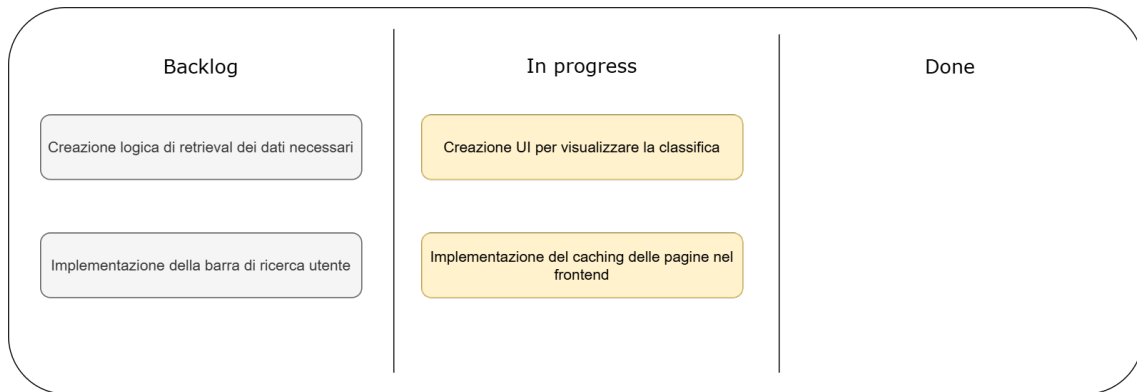 Backlog
In progress
Done
Creazione logica di retrieval dei dati necessari
Creazione UI per visualizzare la classifica
Implementazione della barra di ricerca utente
Implementazione del caching delle pagine nel
frontend